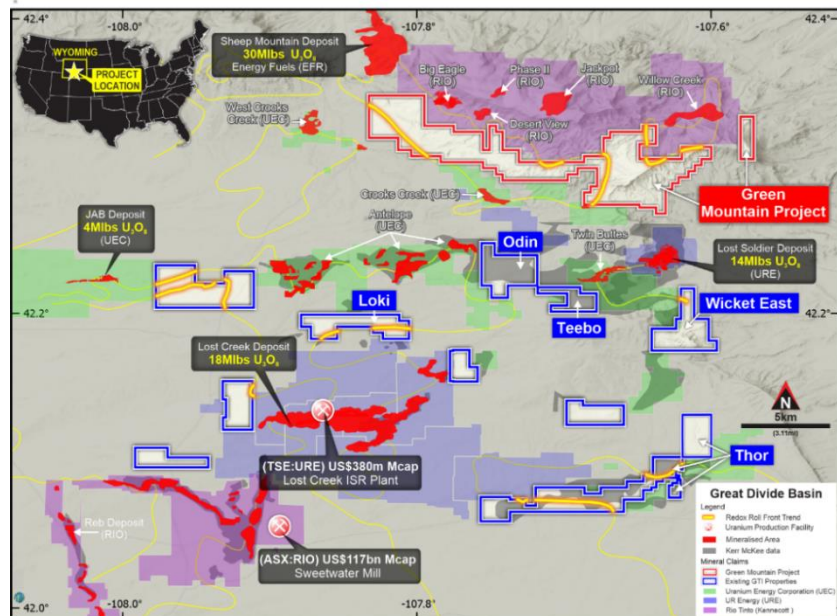 42.4°
-108.0°
-107.8°
-107.6°
42.4°
WYOMING
PROJECT
LOCATION
Sheep Mountain Deposit
30Mlbs U₃O₈
Energy Fuels (EFR)
Big Eagle
(RIO)
Phase II
(RIO)
Jackpot
(RIO)
Willow Creek
(RIO)
Desert View
(RIO)
West Crooks
Creek (UEC)
Crooks Creek (UEC)
Green
Mountain Project
JAB Deposit
4Mlbs U₃O₈
(UEC)
Antelope
(UEC)
Odin
Twin Buttes
(UEC)
Lost Soldier Deposit
14Mlbs U₃O₈
(URE)
Loki
Teebo
Wicket East
42.2°
42.2°
Lost Creek Deposit
18Mlbs U₃O₈
(TSE:URE) US$380m Mcap
Lost Creek ISR Plant
N
5km
(3.11mi)
Thor
Reb Deposit
(RIO)
(ASX:RIO) US$117bn Mcap
Sweetwater Mill
Great Divide Basin
Legend
Redox Roll Front Trend
Uranium Production Facility
Mineralised Area
Kerr McKee data
Mineral Claims
Green Mountain Project
Existing GTI Properties
Uranium Energy Corporation (UEC)
UR Energy (URE)
Rio Tinto (Kennecott)
42.0°
-108.0°
-107.8°